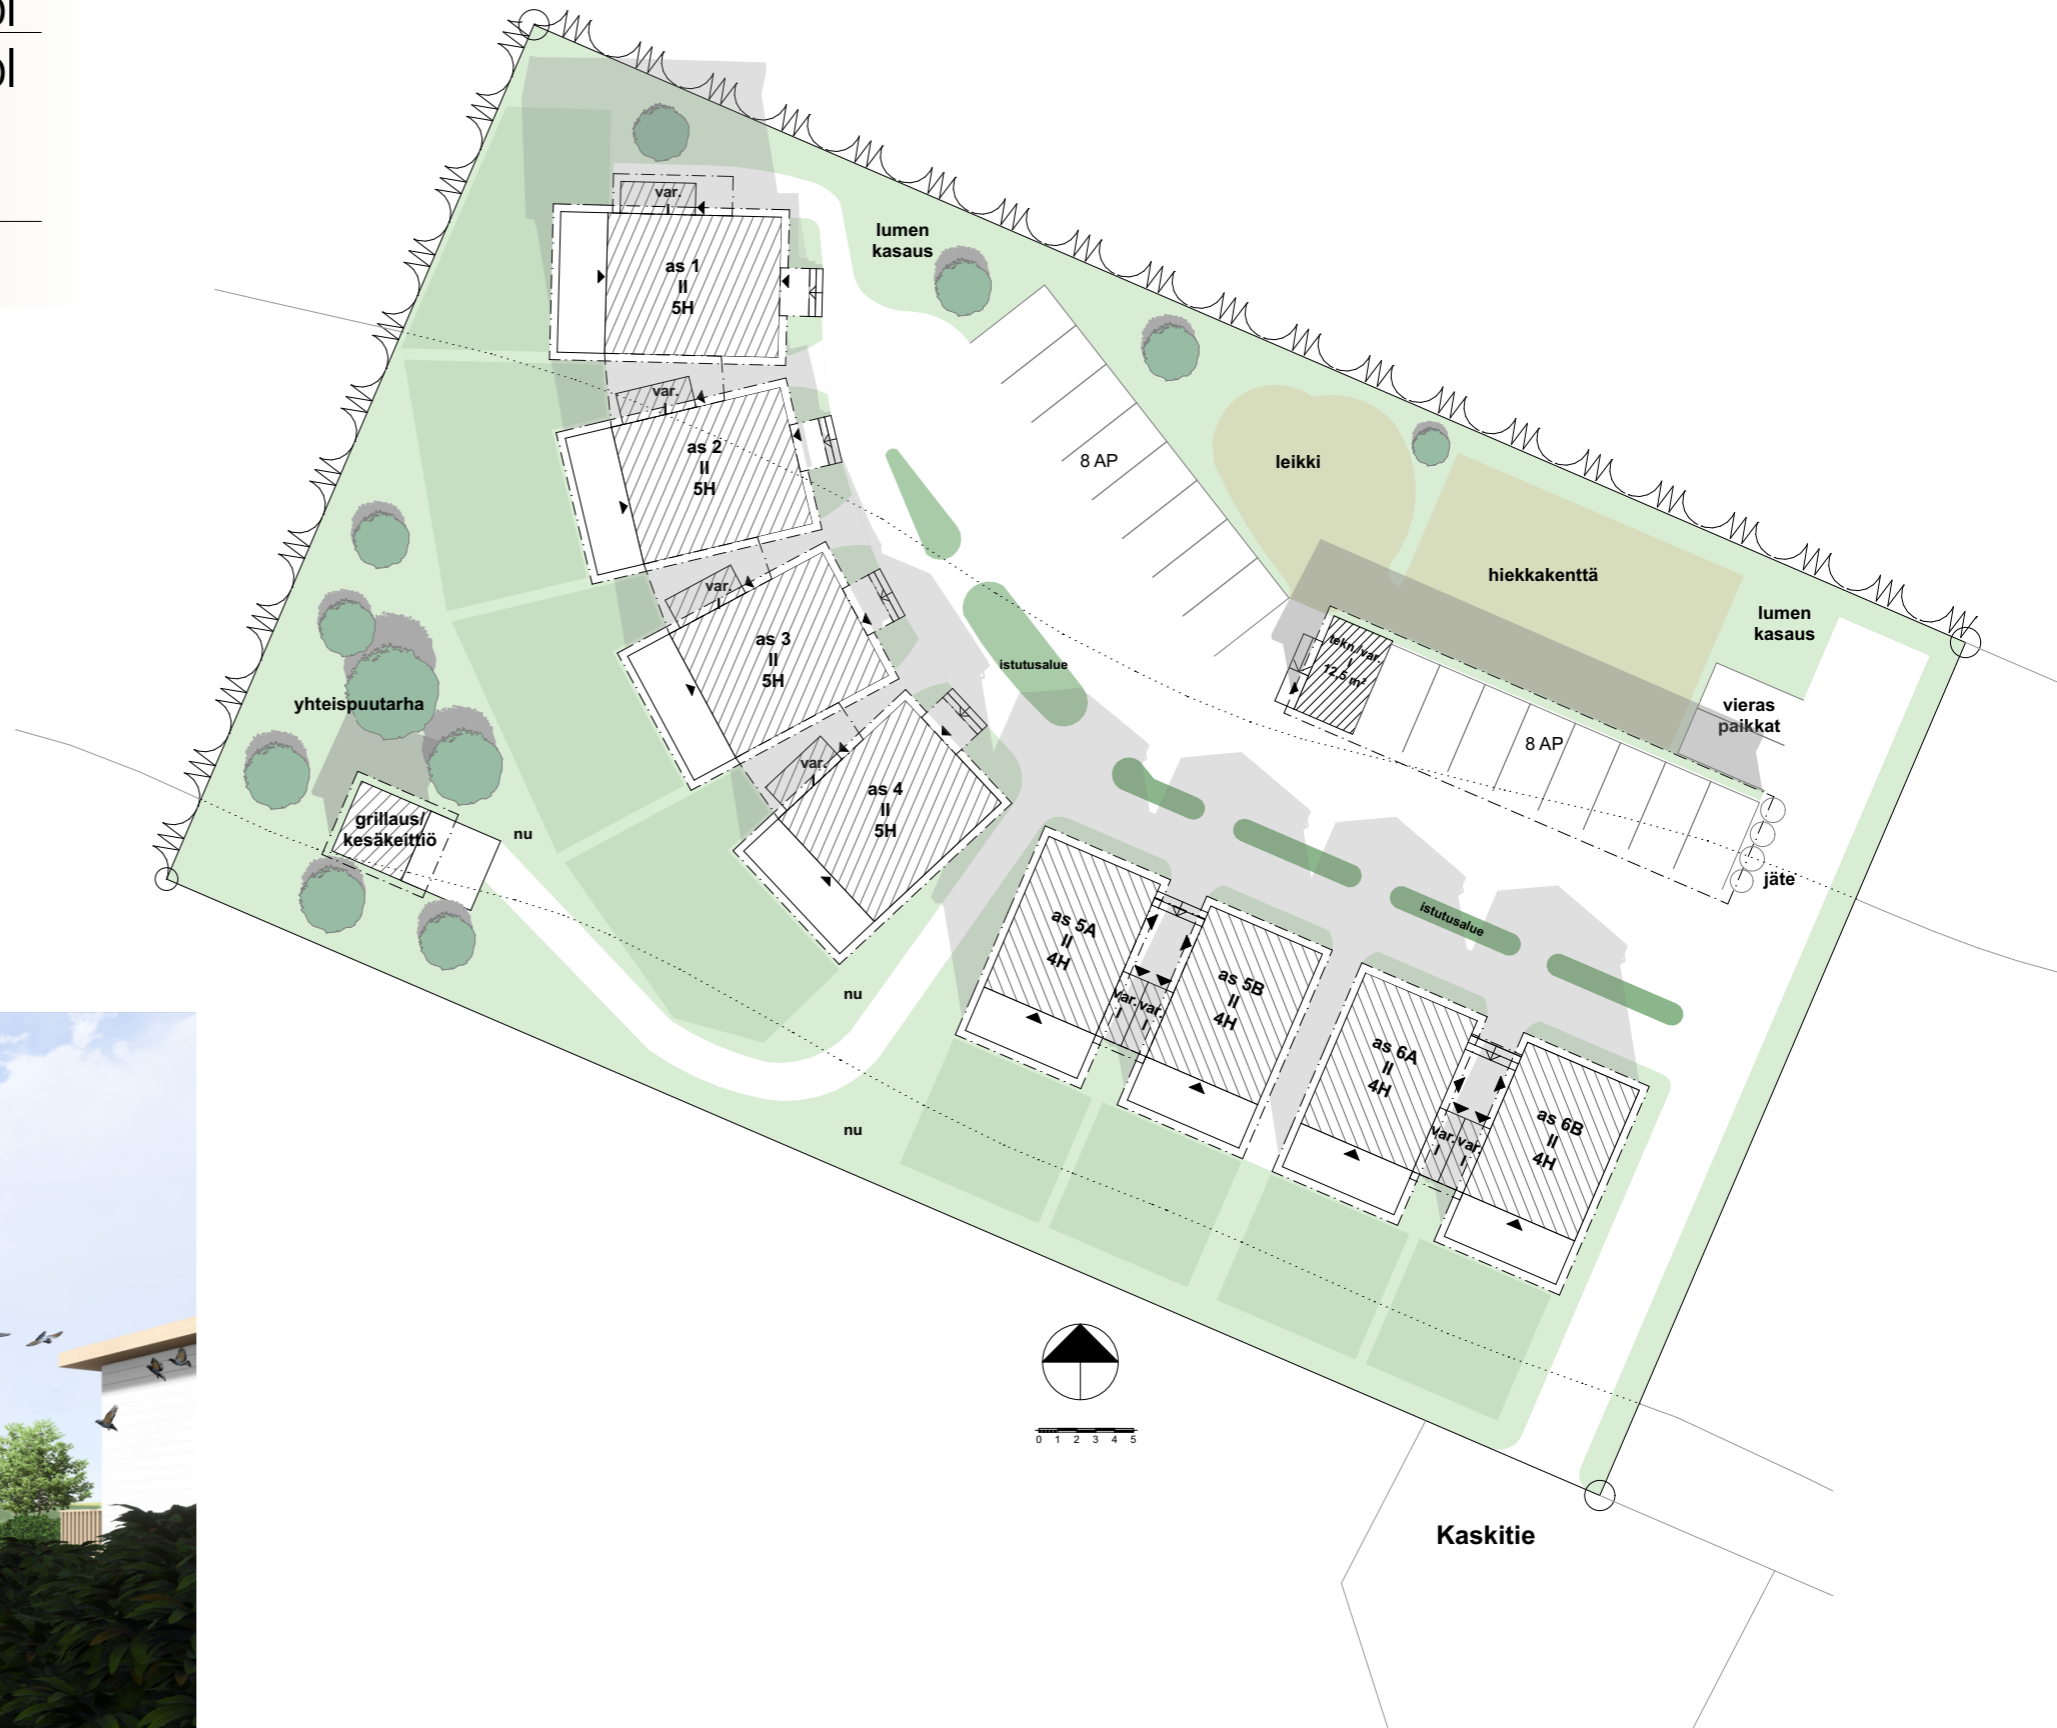 var.
I
as 1
II
5H
lumen
kasaus
var.
I
as 2
II
5H
8 AP
leikki
hiekkakenttä
lumen
kasaus
var.
I
as 3
II
5H
istutusalue
tekn./var.
I
12,5 m²
vieras
paikkat
8 AP
yhteispuutarha
var.
I
as 4
II
5H
grillaus/
kesäkeittiö
nu
jäte
istutusalue
as 5A
II
4H
var. var.
I I
as 5B
II
4H
nu
as 6A
II
4H
var. var.
I I
as 6B
II
4H
nu
0 1 2 3 4 5
Kaskitie